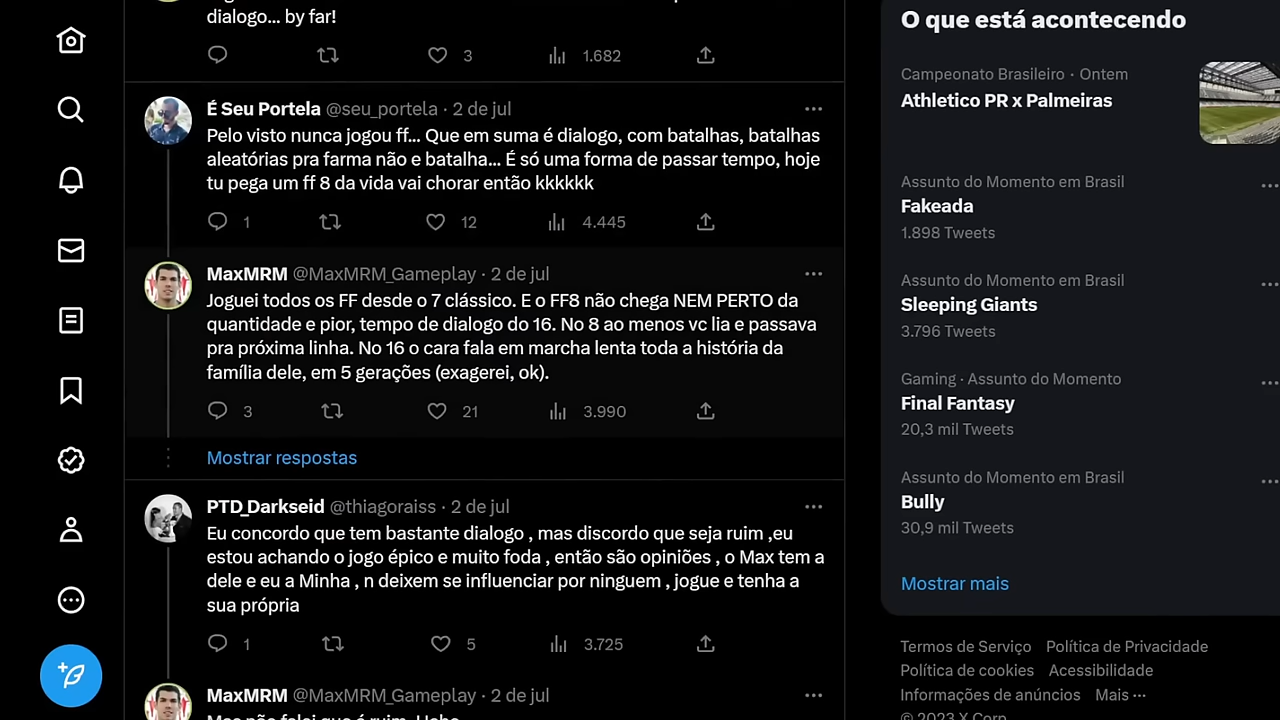 dialogo... by far!
3
1.682
É Seu Portela @seu_portela · 2 de jul
Pelo visto nunca jogou ff... Que em suma é dialogo, com batalhas, batalhas
aleatórias pra farma não e batalha... É só uma forma de passar tempo, hoje
tu pega um ff 8 da vida vai chorar então kkkkkk
1
12
4.445
MaxMRM @MaxMRM_Gameplay · 2 de jul
Joguei todos os FF desde o 7 clássico. E o FF8 não chega NEM PERTO da
quantidade e pior, tempo de dialogo do 16. No 8 ao menos vc lia e passava
pra próxima linha. No 16 o cara fala em marcha lenta toda a história da
família dele, em 5 gerações (exagerei, ok).
3
21
3.990
Mostrar respostas
PTD_Darkseid @thiagoraiss · 2 de jul
Eu concordo que tem bastante dialogo , mas discordo que seja ruim ,eu
estou achando o jogo épico e muito foda , então são opiniões , o Max tem a
dele e eu a Minha , n deixem se influenciar por ninguem , jogue e tenha a
sua própria
1
5
3.725
MaxMRM @MaxMRM_Gameplay · 2 de jul
O que está acontecendo
Campeonato Brasileiro · Ontem
Athletico PR x Palmeiras
Assunto do Momento em Brasil
Fakeada
1.898 Tweets
Assunto do Momento em Brasil
Sleeping Giants
3.796 Tweets
Gaming · Assunto do Momento
Final Fantasy
20,3 mil Tweets
Assunto do Momento em Brasil
Bully
30,9 mil Tweets
Mostrar mais
Termos de Serviço Política de Privacidade
Política de cookies Acessibilidade
Informações de anúncios Mais ···
© 2023 X Corp.